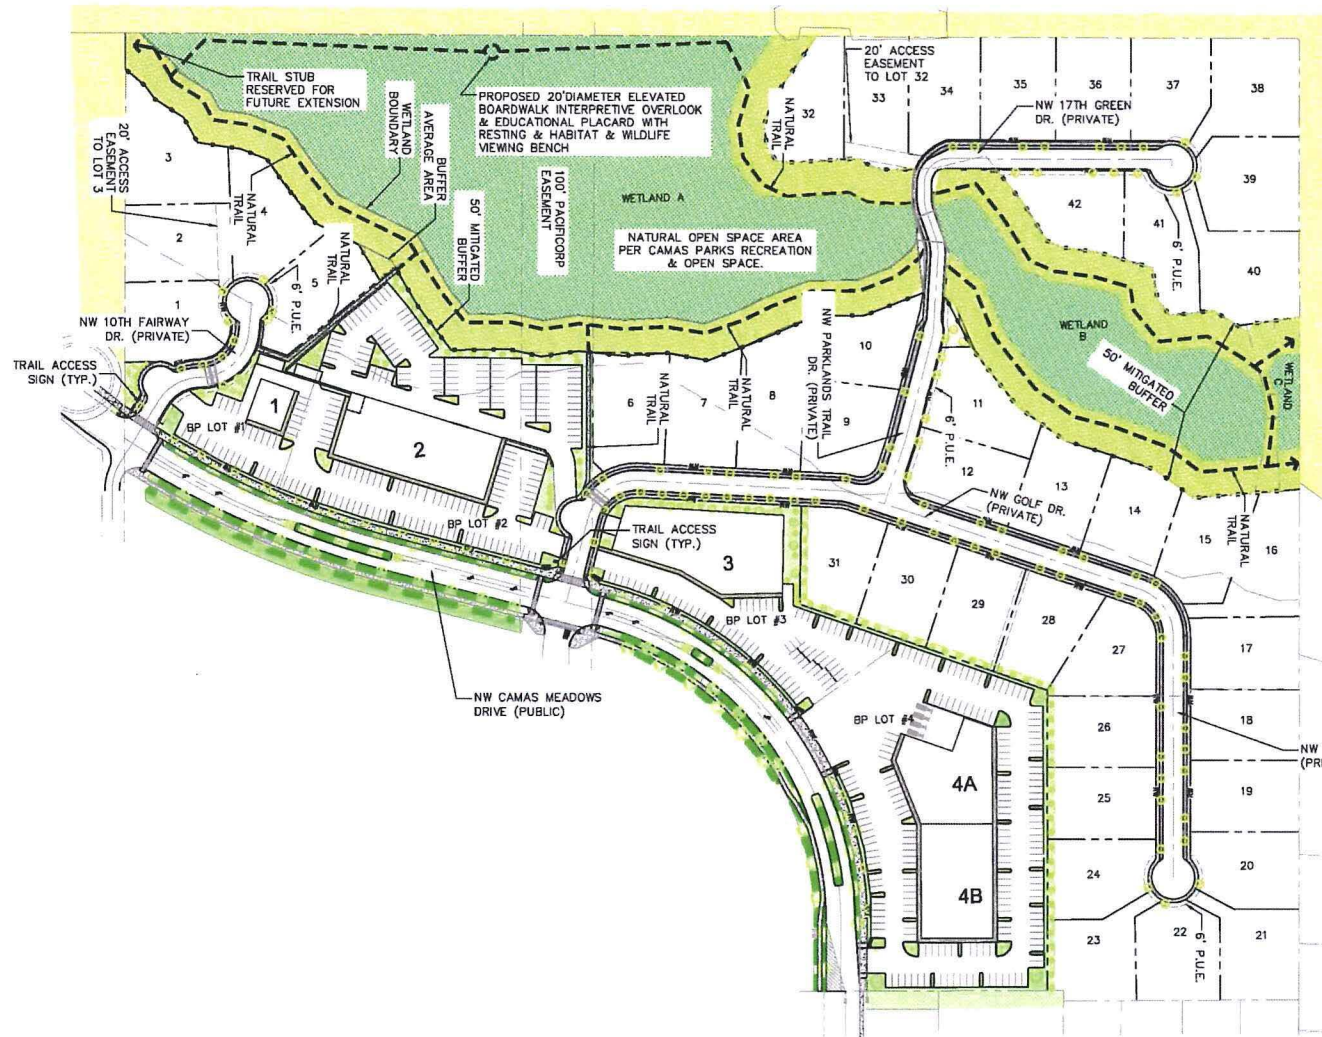 TRAIL STUB
RESERVED FOR
FUTURE EXTENSION
WETLAND
BOUNDARY
BUFFER
AVERAGE AREA
PROPOSED 20'DIAMETER ELEVATED
BOARDWALK INTERPRETIVE OVERLOOK
& EDUCATIONAL PLACARD WITH
RESTING & HABITAT & WILDLIFE
VIEWING BENCH
20' ACCESS
EASEMENT
TO LOT 32
NW 17TH GREEN
DR. (PRIVATE)
NATURAL
TRAIL
32
33
34
35
36
37
38
39
40
41
42
6' P.U.E.
20' ACCESS
EASEMENT
TO LOT 3
3
4
2
1
5
NATURAL
TRAIL
NATURAL
TRAIL
6' P.U.E.
50' MITIGATED
BUFFER
100' PACIFICORP
EASEMENT
WETLAND A
NATURAL OPEN SPACE AREA
PER CAMAS PARKS RECREATION
& OPEN SPACE.
WETLAND
B
50' MITIGATED
BUFFER
WETLAND
C
NW 10TH FAIRWAY
DR. (PRIVATE)
TRAIL ACCESS
SIGN (TYP.)
1
BP LOT #1
2
BP LOT #2
6
NATURAL
TRAIL
7
NATURAL
TRAIL
8
9
10
NW PARKLANDS TRAIL
DR. (PRIVATE)
6' P.U.E.
11
12
13
14
15
NATURAL
TRAIL
16
NW GOLF DR.
(PRIVATE)
TRAIL ACCESS
SIGN (TYP.)
3
BP LOT #3
31
30
29
28
27
17
NW CAMAS MEADOWS
DRIVE (PUBLIC)
BP LOT #4
4A
4B
26
25
24
23
22
6' P.U.E.
21
20
19
18
NW